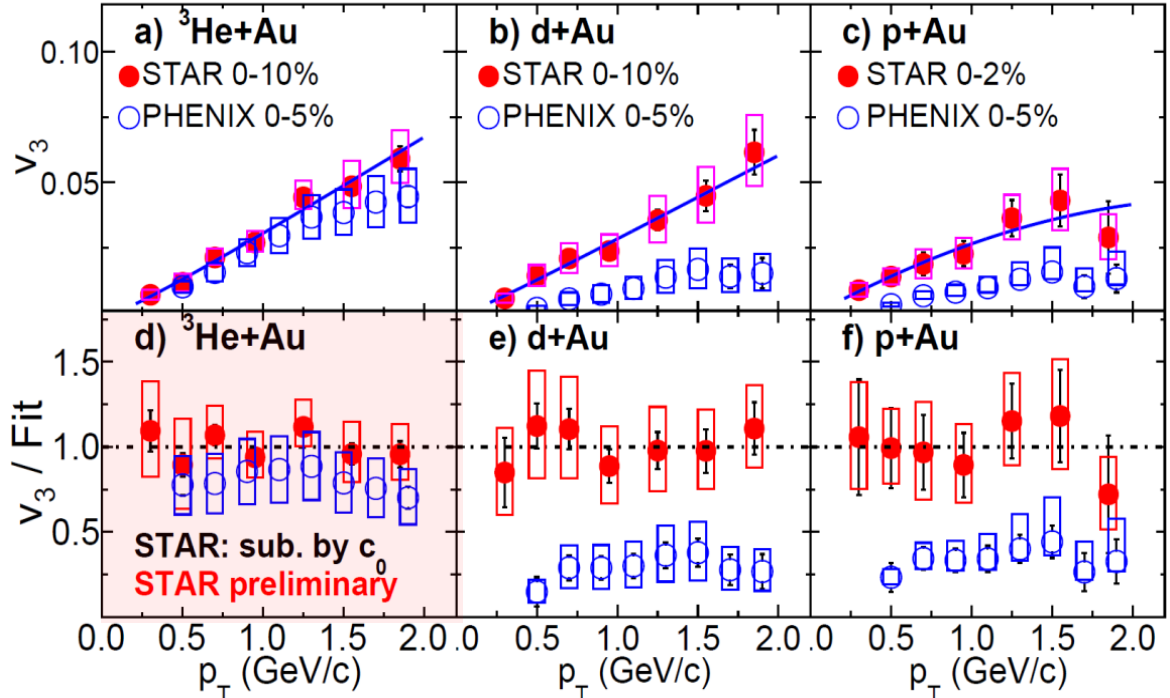 a) ³He+Au
STAR 0-10%
PHENIX 0-5%
b) d+Au
STAR 0-10%
PHENIX 0-5%
c) p+Au
STAR 0-2%
PHENIX 0-5%
0.10
0.05
v₃
d) ³He+Au
STAR: sub. by c₀
STAR preliminary
e) d+Au
f) p+Au
1.5
1.0
0.5
v₃ / Fit
0.0 0.5 1.0 1.5 2.0
.0 0.5 1.0 1.5 2.0
.0 0.5 1.0 1.5 2.0
p_T (GeV/c)
p_T (GeV/c)
p_T (GeV/c)